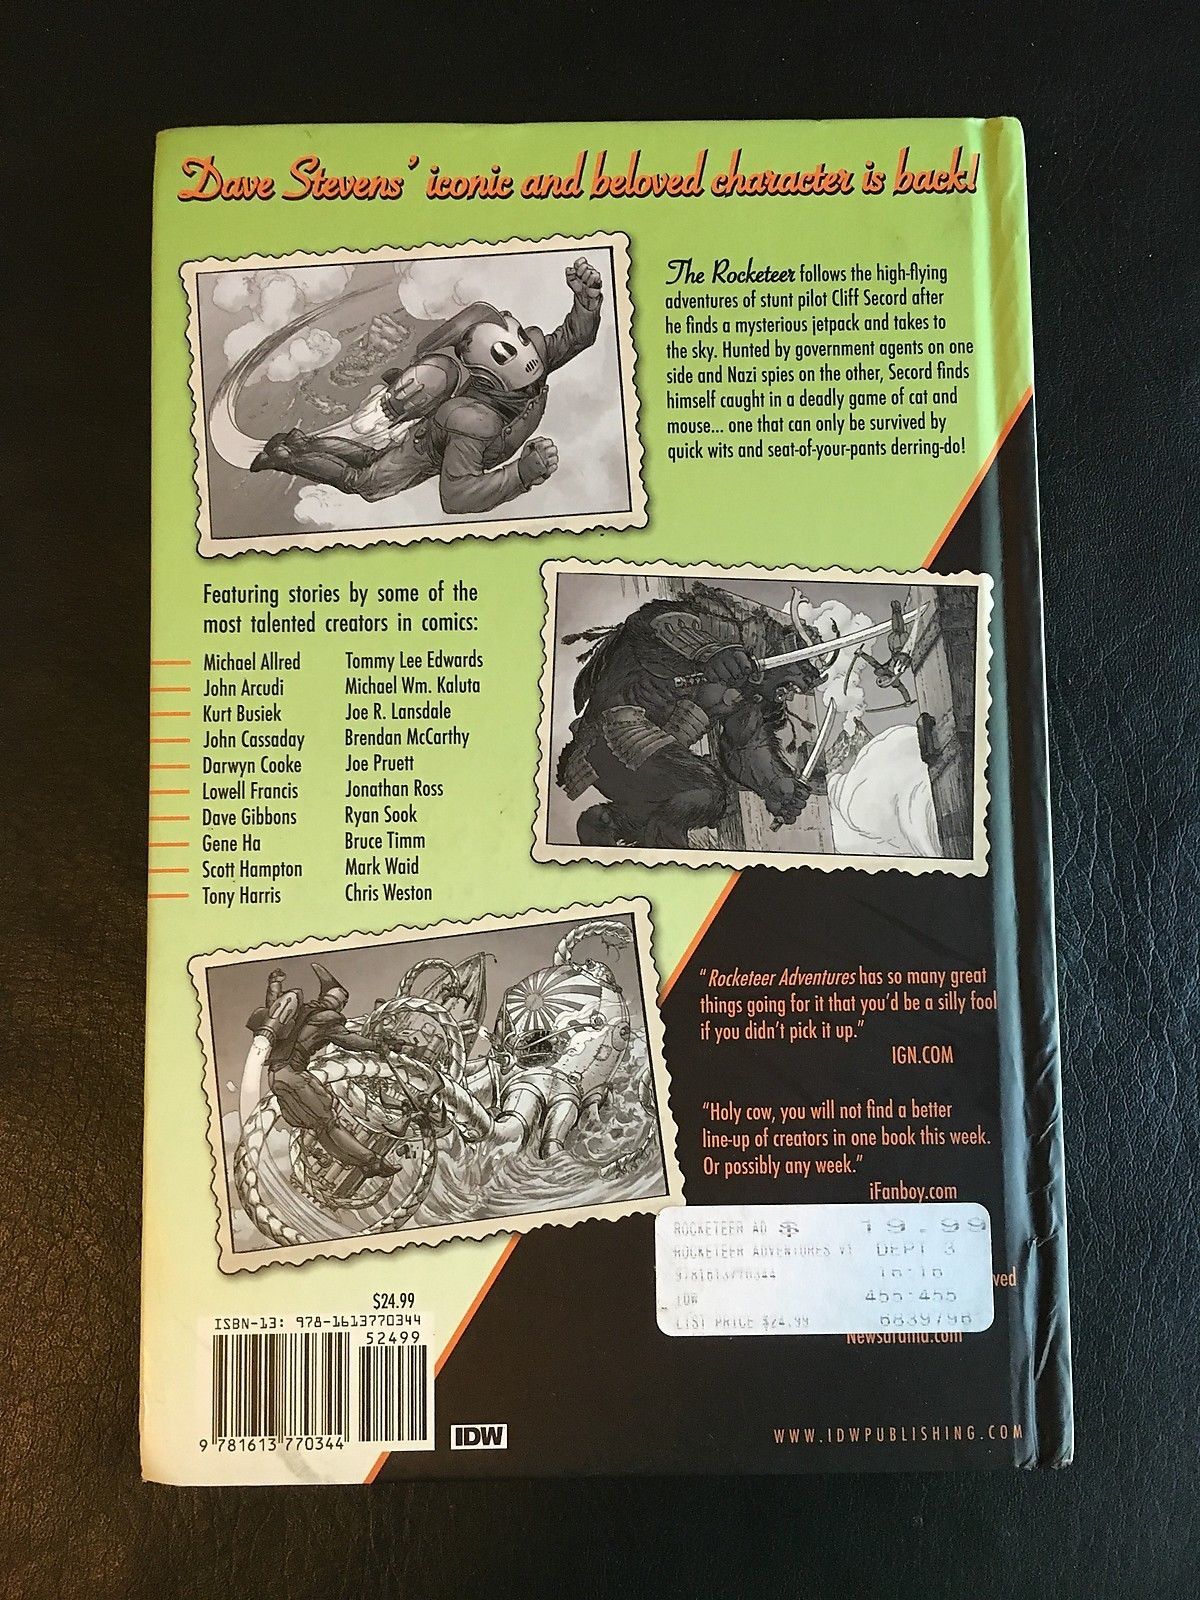 Dave Stevens' iconic and beloved character is back!
The Rocketeer follows the high-flying
adventures of stunt pilot Cliff Secord after
he finds a mysterious jetpack and takes to
the sky. Hunted by government agents on one
side and Nazi spies on the other, Secord finds
himself caught in a deadly game of cat and
mouse... one that can only be survived by
quick wits and seat-of-your-pants derring-do!
Featuring stories by some of the
most talented creators in comics:
Michael Allred
John Arcudi
Kurt Busiek
John Cassaday
Darwyn Cooke
Lowell Francis
Dave Gibbons
Gene Ha
Scott Hampton
Tony Harris
Tommy Lee Edwards
Michael Wm. Kaluta
Joe R. Lansdale
Brendan McCarthy
Joe Pruett
Jonathan Ross
Ryan Sook
Bruce Timm
Mark Waid
Chris Weston
"Rocketeer Adventures has so many great
things going for it that you'd be a silly fool
if you didn't pick it up."
IGN.COM
"Holy cow, you will not find a better
line-up of creators in one book this week.
Or possibly any week."
iFanboy.com
ROCKETEER AD $ 19.99
ROCKETEER ADVENTURES V1 DEPT 3
9781613770344 16-16
IDW 455-455
LIST PRICE $24.99 6839796
ved
Newsarama.com
$24.99
ISBN-13: 978-1613770344
52499
9 781613 770344
IDW
WWW.IDWPUBLISHING.COM